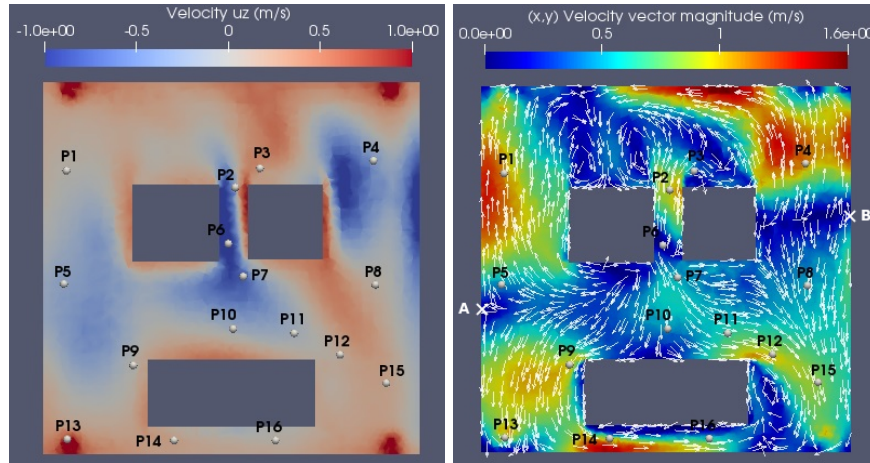 Velocity uz (m/s)
-1.0e+00 -0.5 0 0.5 1.0e+00
P1
P2
P3
P4
P5
P6
P7
P8
P9
P10
P11
P12
P13
P14
P15
P16
(x,y) Velocity vector magnitude (m/s)
0.0e+00 0.5 1 1.6e+00
P1
P2
P3
P4
B
P5
P6
P7
P8
A
P9
P10
P11
P12
P13
P14
P15
P16